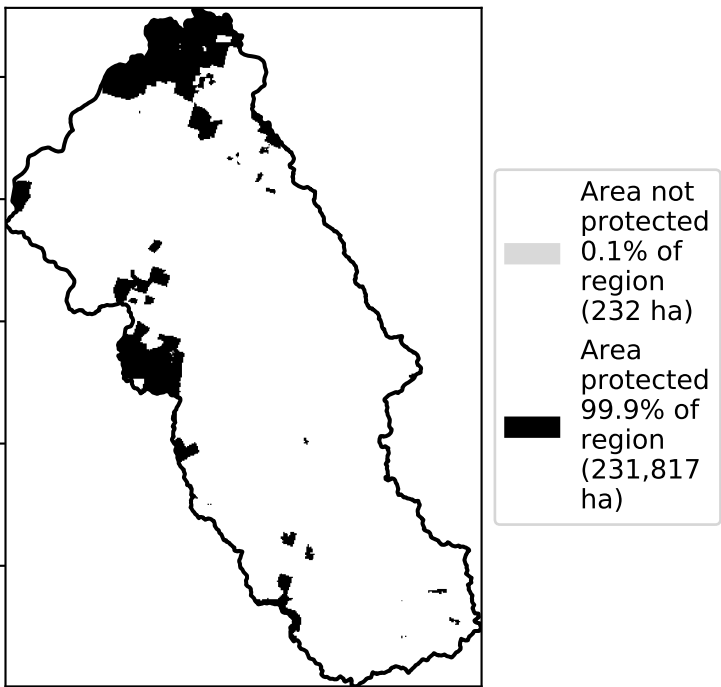 Area not
protected
0.1% of
region
(232 ha)
Area
protected
99.9% of
region
(231,817
ha)